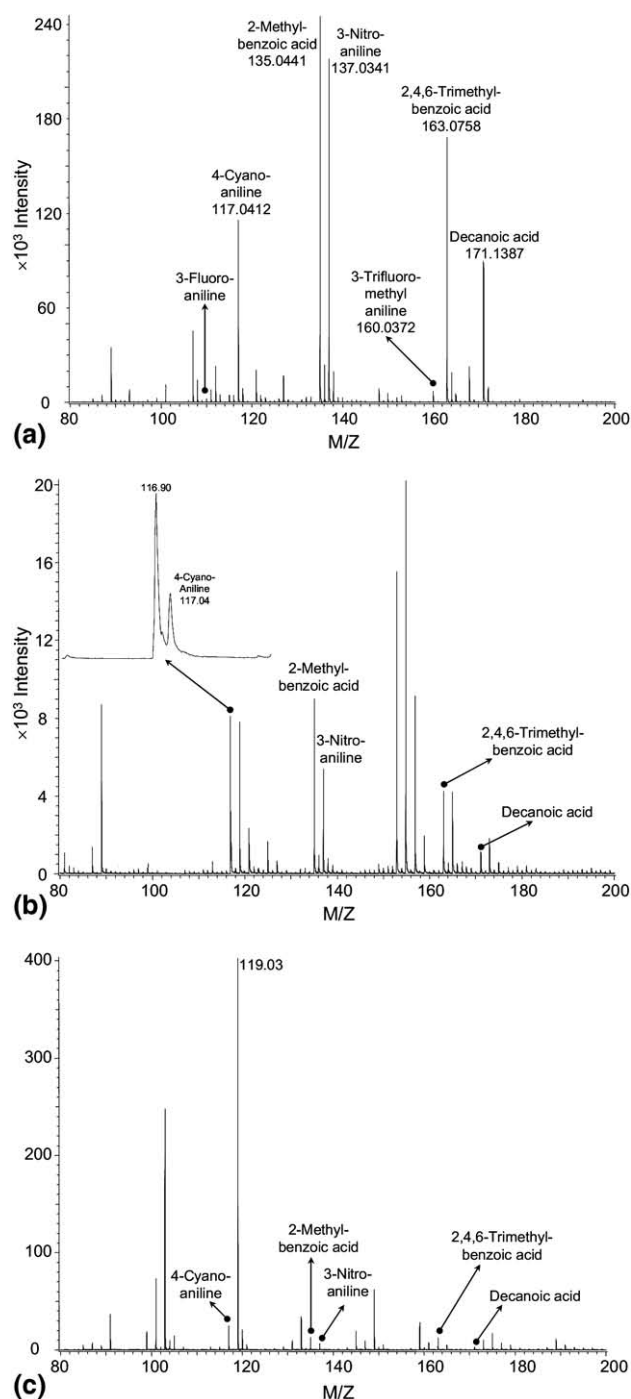 240
2-Methyl-
benzoic acid
135.0441
3-Nitro-
aniline
137.0341
2,4,6-Trimethyl-
benzoic acid
163.0758
180
×10³ Intensity
4-Cyano-
aniline
117.0412
Decanoic acid
171.1387
120
3-Fluoro-
aniline
3-Trifluoro-
methyl
aniline
160.0372
60
0
80 100 120 140 160 180 200
M/Z
(a)
20
116.90
4-Cyano-
Aniline
117.04
16
12
×10³ Intensity
2-Methyl-
benzoic acid
3-Nitro-
aniline
2,4,6-Trimethyl-
benzoic acid
8
Decanoic acid
4
0
80 100 120 140 160 180 200
M/Z
(b)
400
119.03
300
×10³ Intensity
200
2-Methyl-
benzoic acid
2,4,6-Trimethyl-
benzoic acid
100
4-Cyano-
aniline
3-Nitro-
aniline
Decanoic acid
0
80 100 120 140 160 180 200
M/Z
(c)